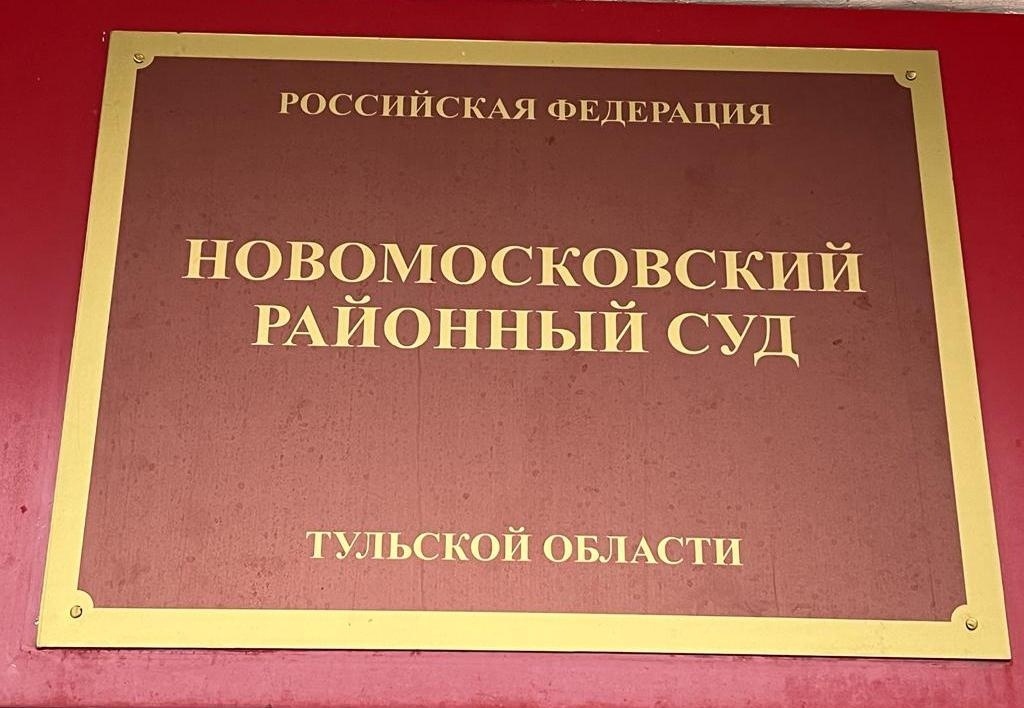 РОССИЙСКАЯ ФЕДЕРАЦИЯ
НОВОМОСКОВСКИЙ
РАЙОННЫЙ СУД
ТУЛЬСКОЙ ОБЛАСТИ